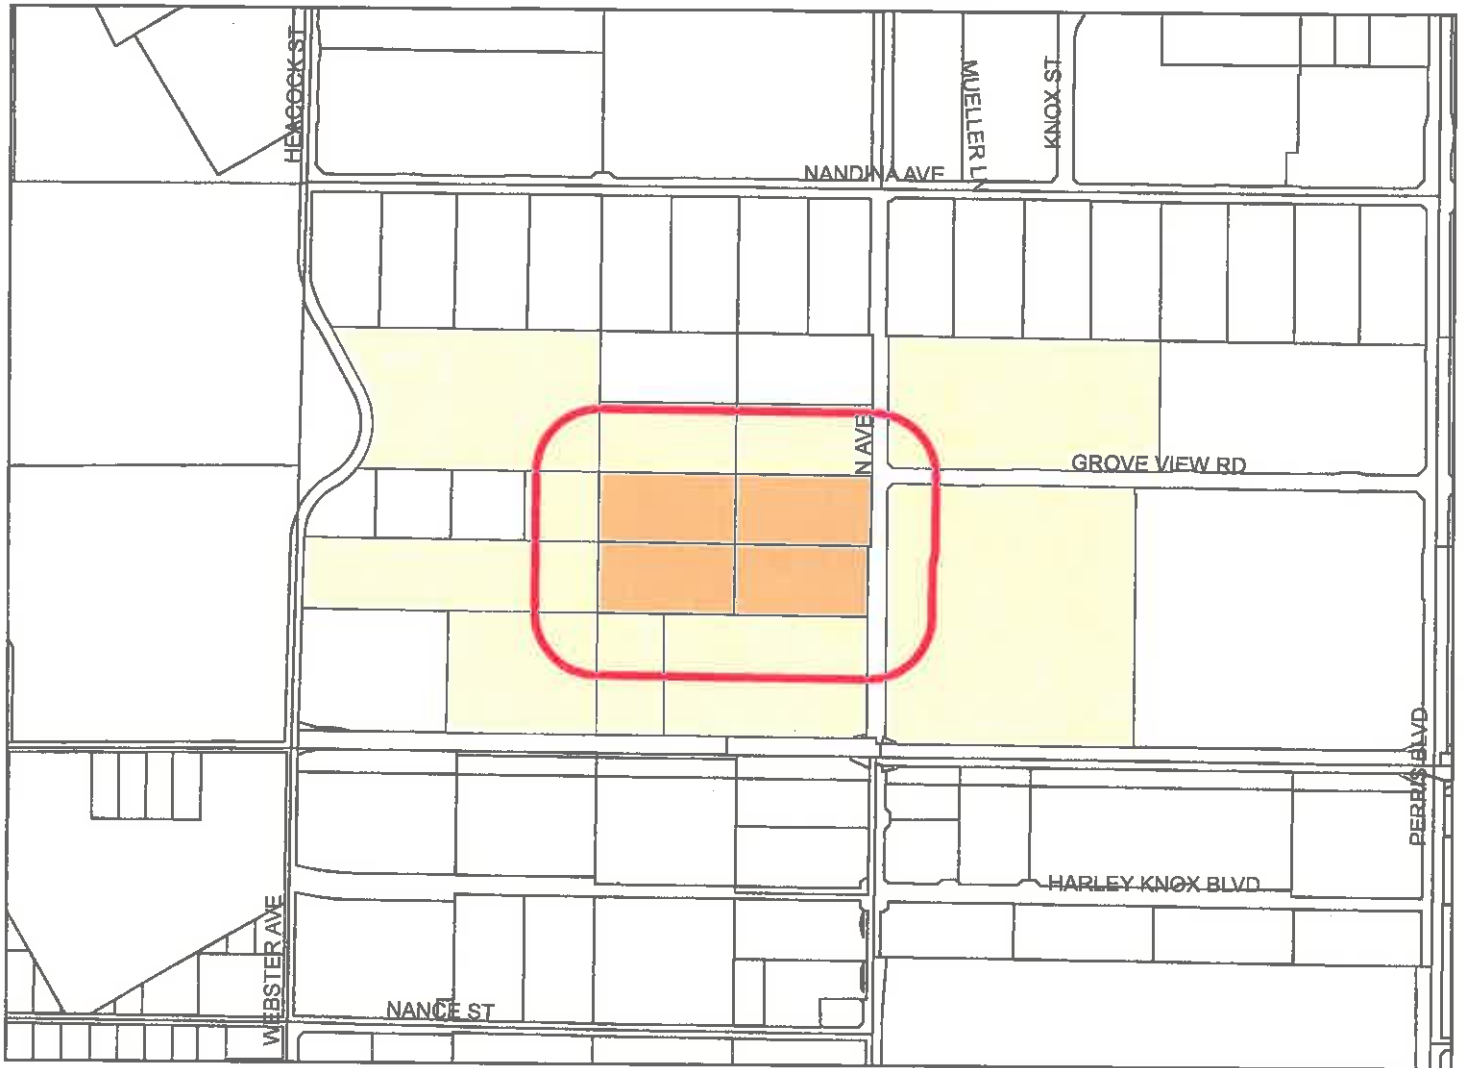 HEACOCK ST
MUELLER LN
KNOX ST
NANDINA AVE
N AVE
GROVE VIEW RD
PERRIS BLVD
HARLEY KNOX BLVD
WEBSTER AVE
NANCE ST